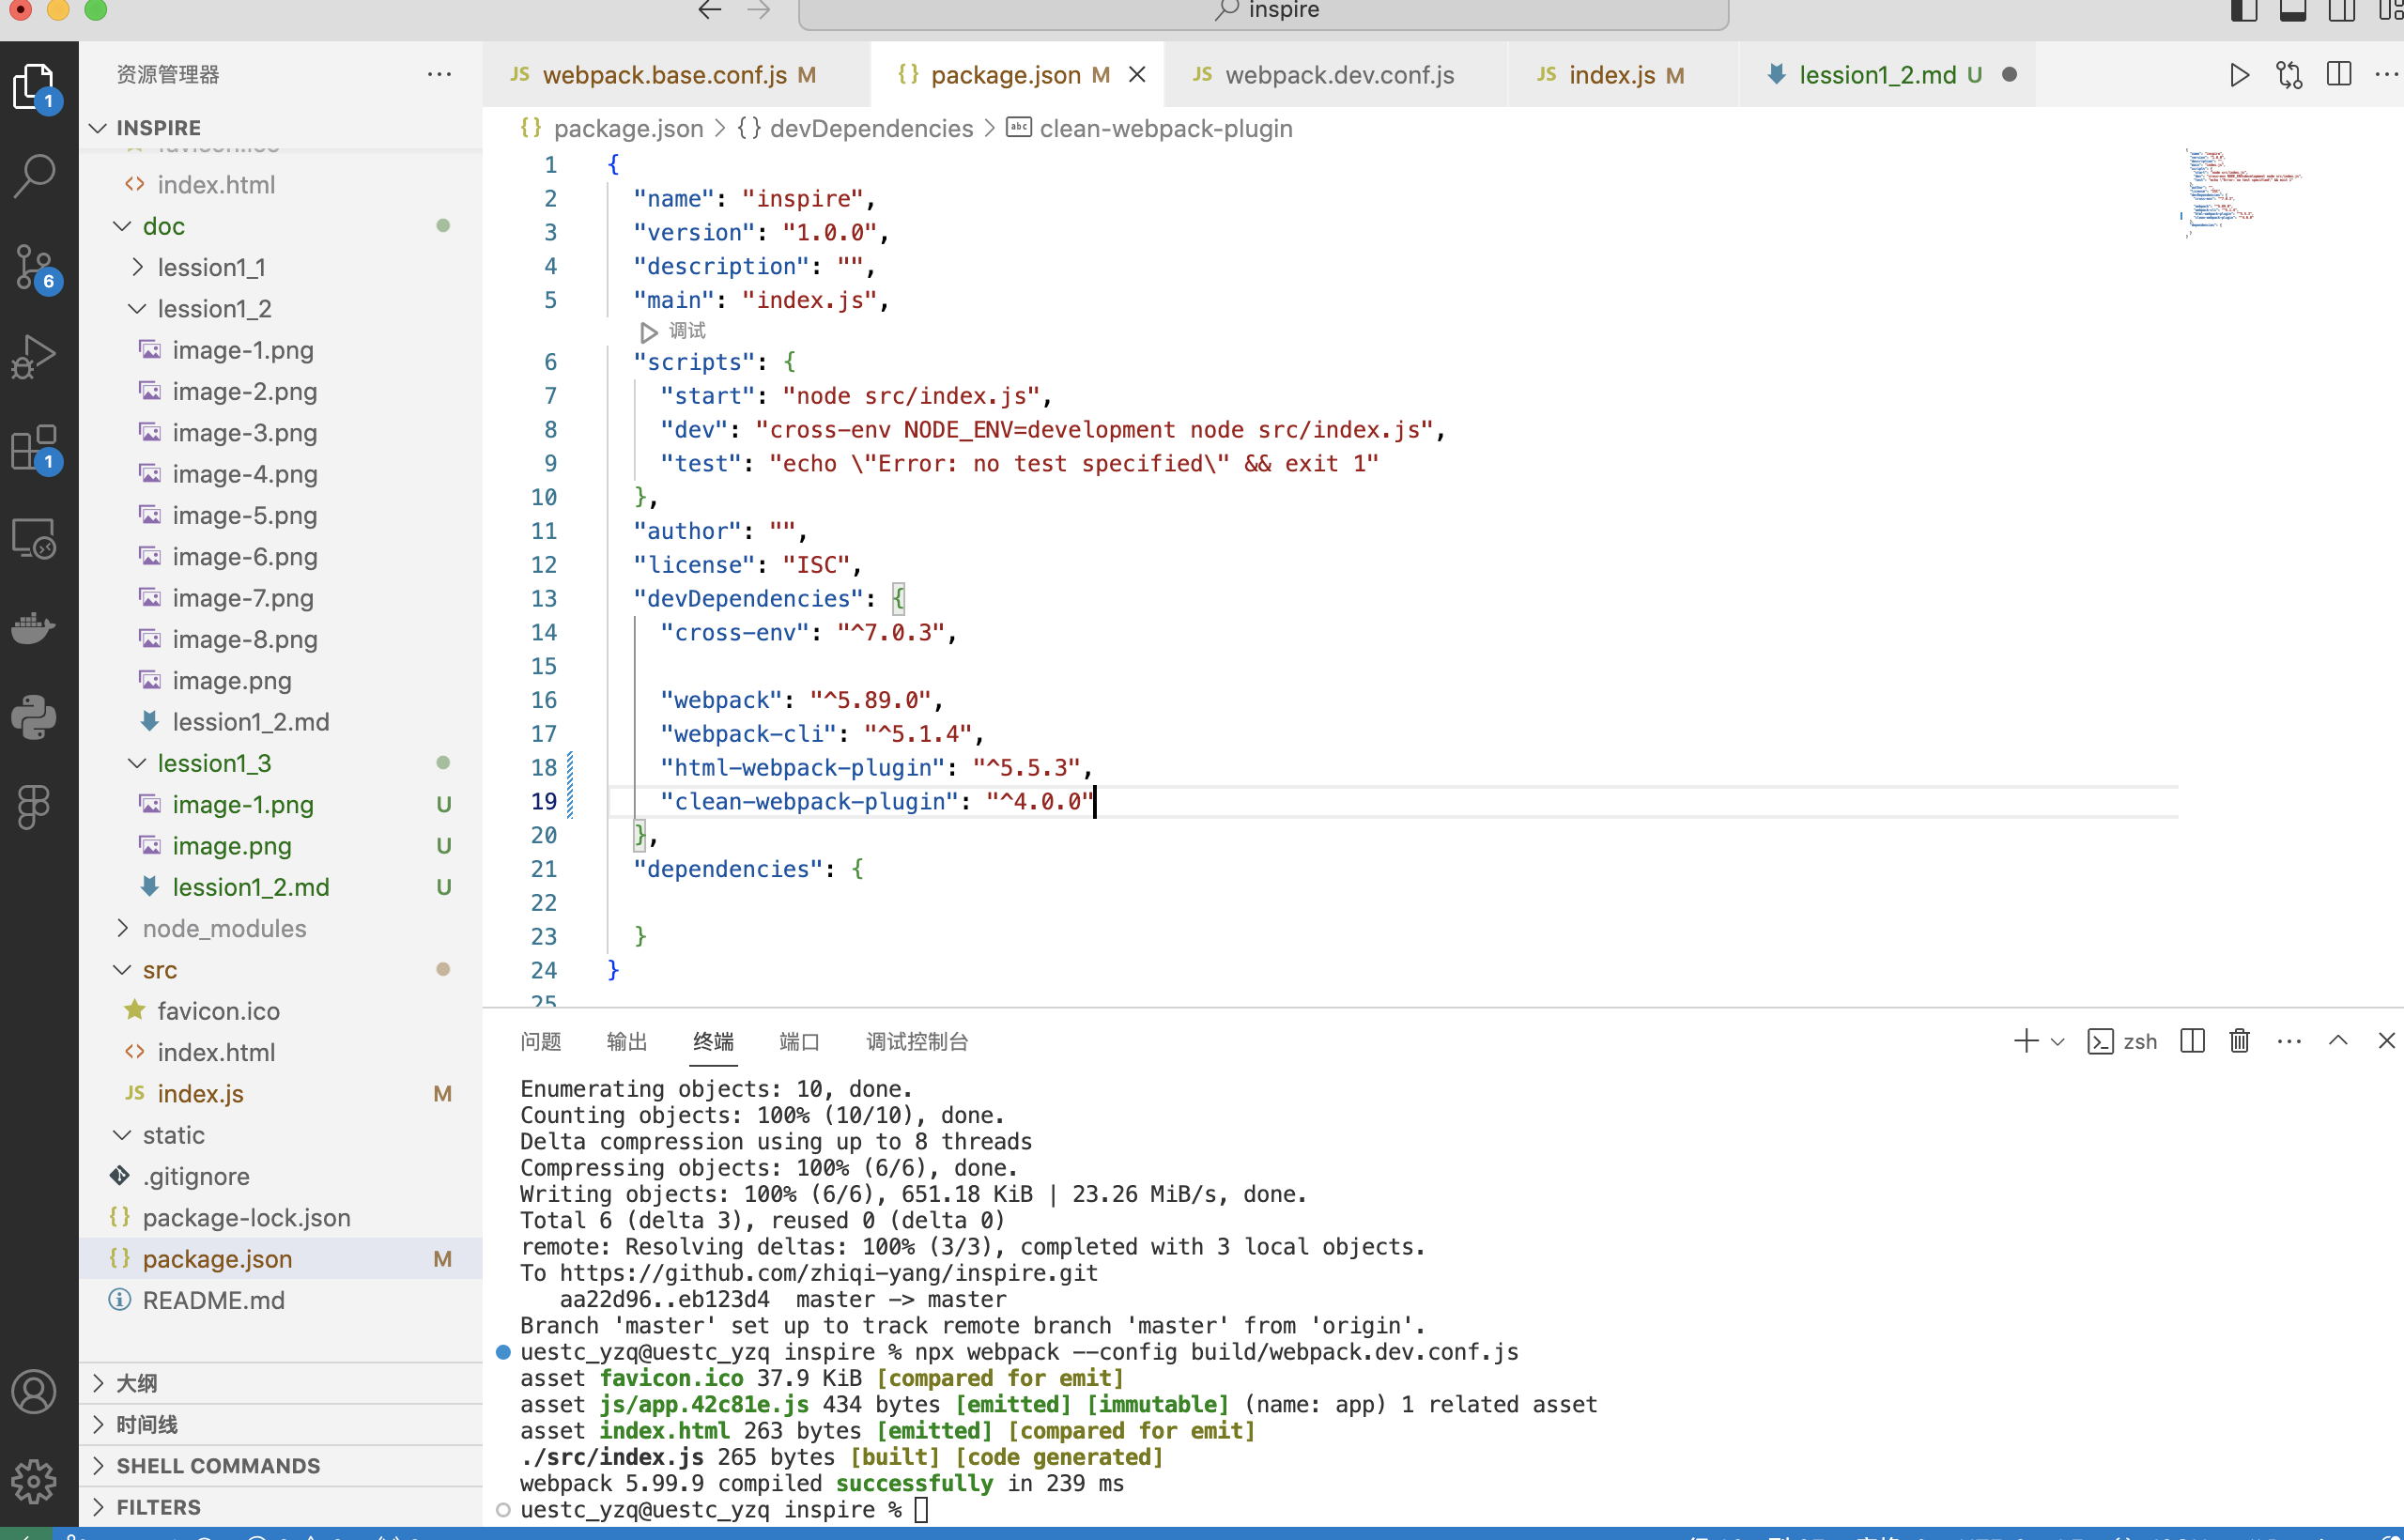 inspire
资源管理器
INSPIRE
favicon.ico
index.html
doc
lession1_1
lession1_2
image-1.png
image-2.png
image-3.png
image-4.png
image-5.png
image-6.png
image-7.png
image-8.png
image.png
lession1_2.md
lession1_3
image-1.png U
image.png U
lession1_2.md U
node_modules
src
favicon.ico
index.html
JS index.js M
static
.gitignore
{} package-lock.json
{} package.json M
README.md
大纲
时间线
SHELL COMMANDS
FILTERS
1
6
1
JS webpack.base.conf.js M
{} package.json M
JS webpack.dev.conf.js
JS index.js M
lession1_2.md U
{} package.json > {} devDependencies > abc clean-webpack-plugin
1 {
2 "name": "inspire",
3 "version": "1.0.0",
4 "description": "",
5 "main": "index.js",
调试
6 "scripts": {
7 "start": "node src/index.js",
8 "dev": "cross-env NODE_ENV=development node src/index.js",
9 "test": "echo \"Error: no test specified\" && exit 1"
10 },
11 "author": "",
12 "license": "ISC",
13 "devDependencies": {
14 "cross-env": "^7.0.3",
15
16 "webpack": "^5.89.0",
17 "webpack-cli": "^5.1.4",
18 "html-webpack-plugin": "^5.5.3",
19 "clean-webpack-plugin": "^4.0.0"
20 },
21 "dependencies": {
22
23 }
24 }
25
问题 输出 终端 端口 调试控制台
zsh
Enumerating objects: 10, done.
Counting objects: 100% (10/10), done.
Delta compression using up to 8 threads
Compressing objects: 100% (6/6), done.
Writing objects: 100% (6/6), 651.18 KiB | 23.26 MiB/s, done.
Total 6 (delta 3), reused 0 (delta 0)
remote: Resolving deltas: 100% (3/3), completed with 3 local objects.
To https://github.com/zhiqi-yang/inspire.git
aa22d96..eb123d4 master -> master
Branch 'master' set up to track remote branch 'master' from 'origin'.
uestc_yzq@uestc_yzq inspire % npx webpack --config build/webpack.dev.conf.js
asset favicon.ico 37.9 KiB [compared for emit]
asset js/app.42c81e.js 434 bytes [emitted] [immutable] (name: app) 1 related asset
asset index.html 263 bytes [emitted] [compared for emit]
./src/index.js 265 bytes [built] [code generated]
webpack 5.99.9 compiled successfully in 239 ms
uestc_yzq@uestc_yzq inspire %